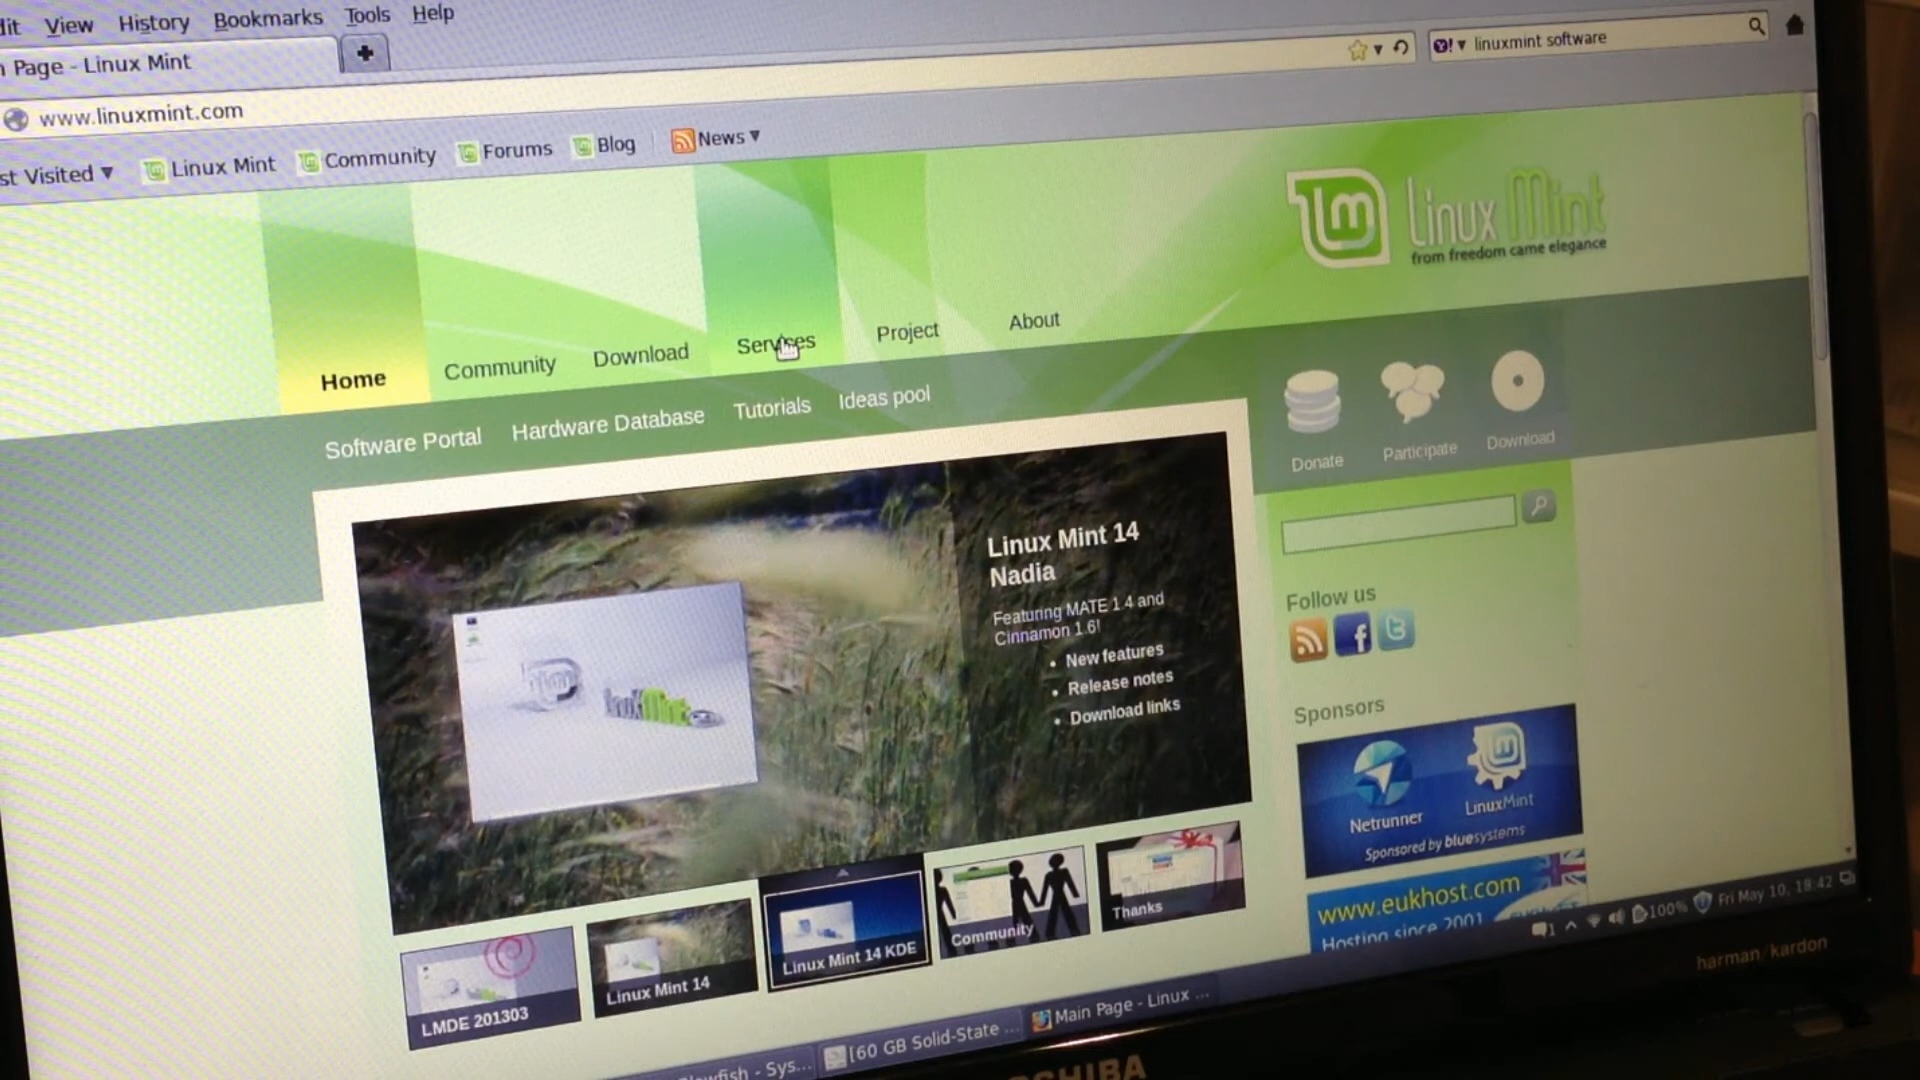 View History Bookmarks Tools Help
Page - Linux Mint
www.linuxmint.com
linuxmint software
Visited Linux Mint Community Forums Blog News
Linux Mint
from freedom came elegance
Home Community Download Services Project About
Software Portal Hardware Database Tutorials Ideas pool
Donate Participate Download
Linux Mint 14
Nadia
Featuring MATE 1.4 and
Cinnamon 1.6!
• New features
• Release notes
• Download links
Follow us
Sponsors
Netrunner LinuxMint
Sponsored by bluesystems
www.eukhost.com
Hosting since 2001
LMDE 201303
Linux Mint 14
Linux Mint 14 KDE
Community
Thanks
100% Fri May 10, 18:42
- Sys...
[60 GB Solid-State ...
Main Page - Linux ...
harman/kardon
TOSHIBA